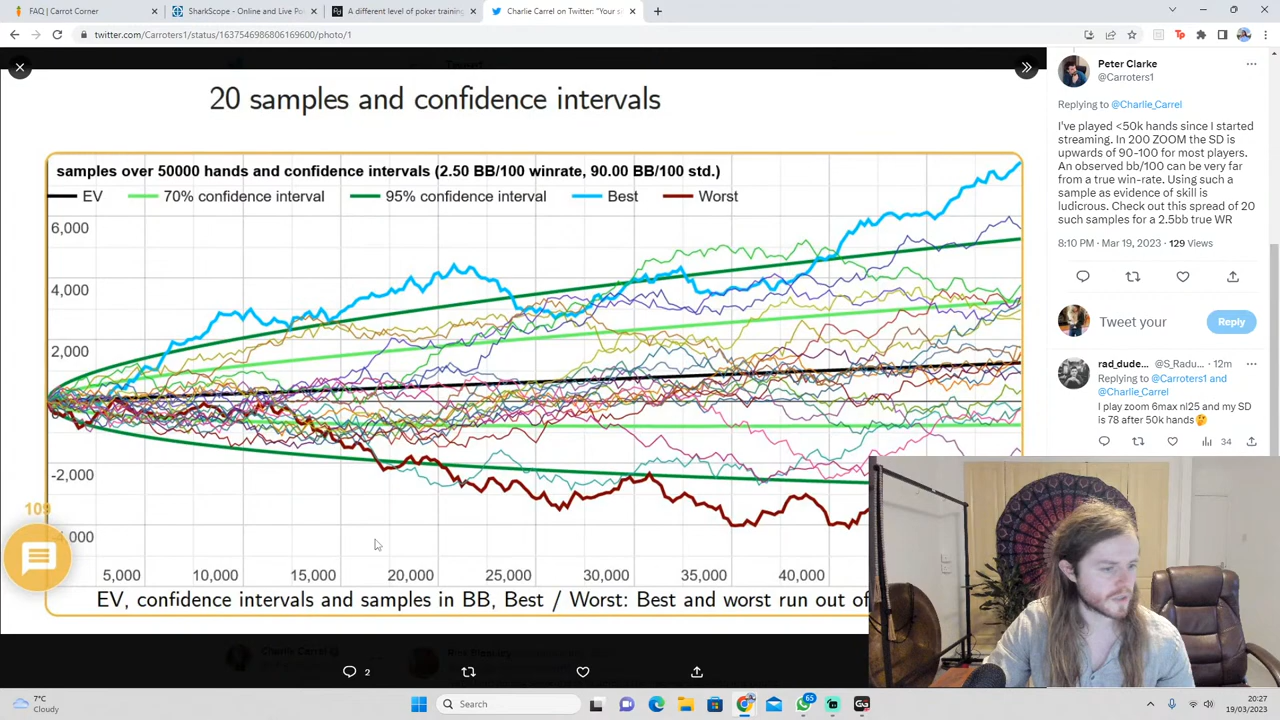 FAQ | Carrot Corner
SharkScope - Online and Live Po
A different level of poker training
Charlie Carrel on Twitter: "Your s
twitter.com/Carroters1/status/1637546986806169600/photo/1
20 samples and confidence intervals
samples over 50000 hands and confidence intervals (2.50 BB/100 winrate, 90.00 BB/100 std.)
EV
70% confidence interval
95% confidence interval
Best
Worst
6,000
4,000
2,000
-2,000
109
,000
5,000
10,000
15,000
20,000
25,000
30,000
35,000
40,000
EV, confidence intervals and samples in BB, Best / Worst: Best and worst run out of
Charlie Carrel
2
Peter Clarke
@Carroters1
Replying to @Charlie_Carrel
I've played <50k hands since I started
streaming. In 200 ZOOM the SD is
upwards of 90-100 for most players.
An observed bb/100 can be very far
from a true win-rate. Using such a
sample as evidence of skill is
ludicrous. Check out this spread of 20
such samples for a 2.5bb true WR
8:10 PM · Mar 19, 2023 · 129 Views
Tweet your
Reply
rad_dude... @S_Radu... · 12m
Replying to @Carroters1 and
@Charlie_Carrel
I play zoom 6max nl25 and my SD
is 78 after 50k hands
34
7°C
Cloudy
Search
65
20:27
19/03/2023